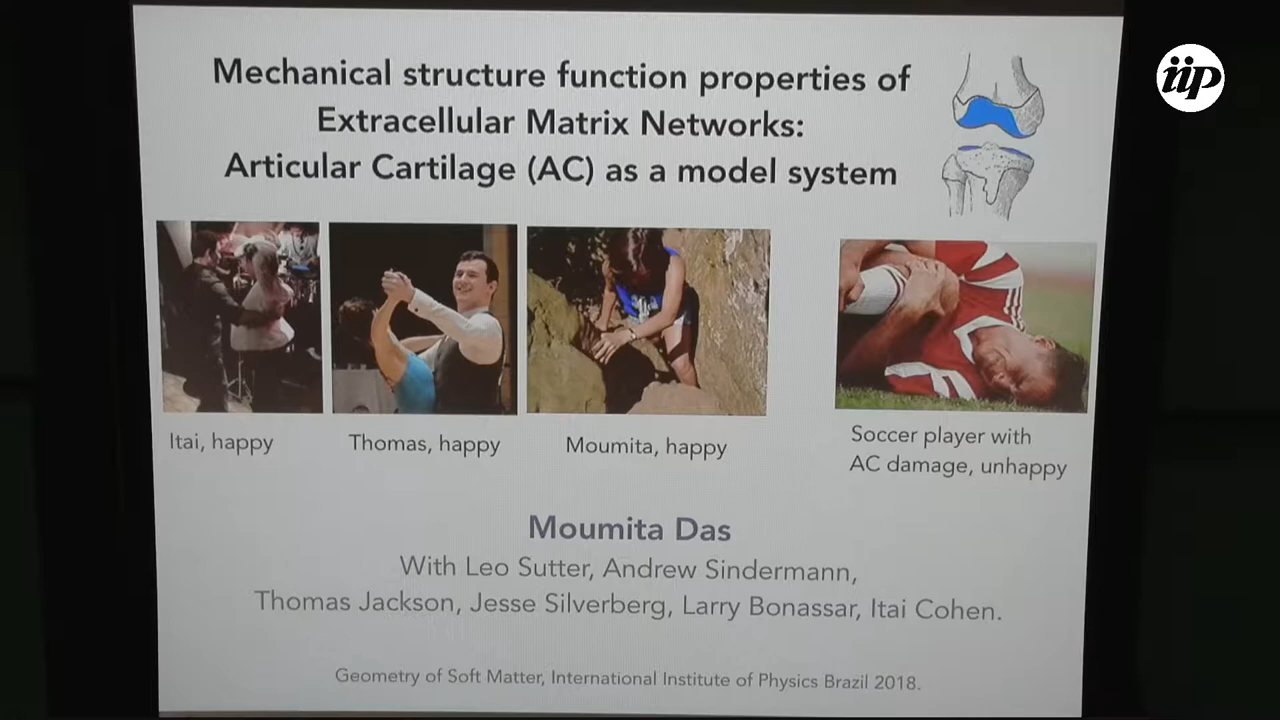 Mechanical structure function properties of
Extracellular Matrix Networks:
Articular Cartilage (AC) as a model system
iip
Itai, happy
Thomas, happy
Moumita, happy
Soccer player with
AC damage, unhappy
Moumita Das
With Leo Sutter, Andrew Sindermann,
Thomas Jackson, Jesse Silverberg, Larry Bonassar, Itai Cohen.
Geometry of Soft Matter, International Institute of Physics Brazil 2018.